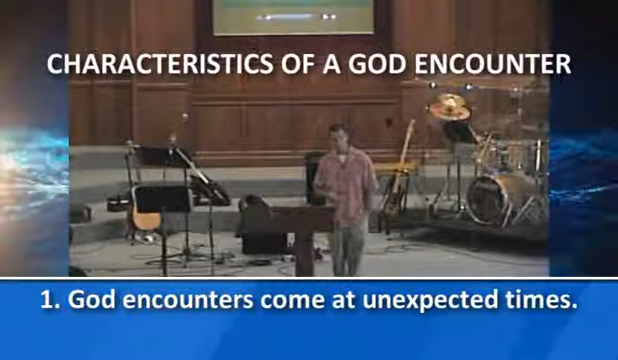 CHARACTERISTICS OF A GOD ENCOUNTER
1. God encounters come at unexpected times.